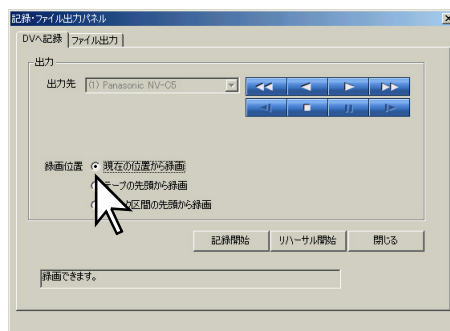 記録・ファイル出力パネル
DVへ記録 ファイル出力
出力
出力先 (1) Panasonic NV-C5
録画位置 現在の位置から録画
テープの先頭から録画
区間の先頭から録画
記録開始 リハーサル開始 閉じる
録画できます。